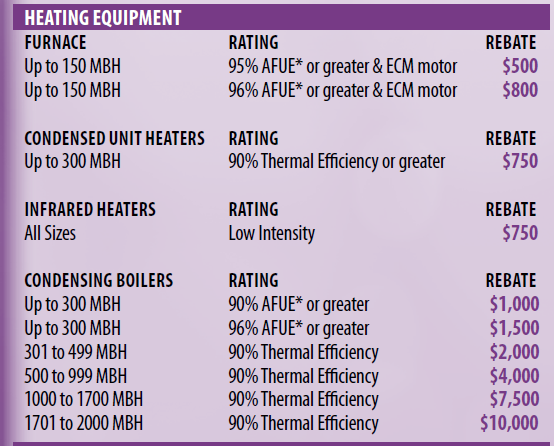 HEATING EQUIPMENT
FURNACE RATING REBATE
Up to 150 MBH 95% AFUE* or greater & ECM motor $500
Up to 150 MBH 96% AFUE* or greater & ECM motor $800
CONDENSED UNIT HEATERS RATING REBATE
Up to 300 MBH 90% Thermal Efficiency or greater $750
INFRARED HEATERS RATING REBATE
All Sizes Low Intensity $750
CONDENSING BOILERS RATING REBATE
Up to 300 MBH 90% AFUE* or greater $1,000
Up to 300 MBH 96% AFUE* or greater $1,500
301 to 499 MBH 90% Thermal Efficiency $2,000
500 to 999 MBH 90% Thermal Efficiency $4,000
1000 to 1700 MBH 90% Thermal Efficiency $7,500
1701 to 2000 MBH 90% Thermal Efficiency $10,000